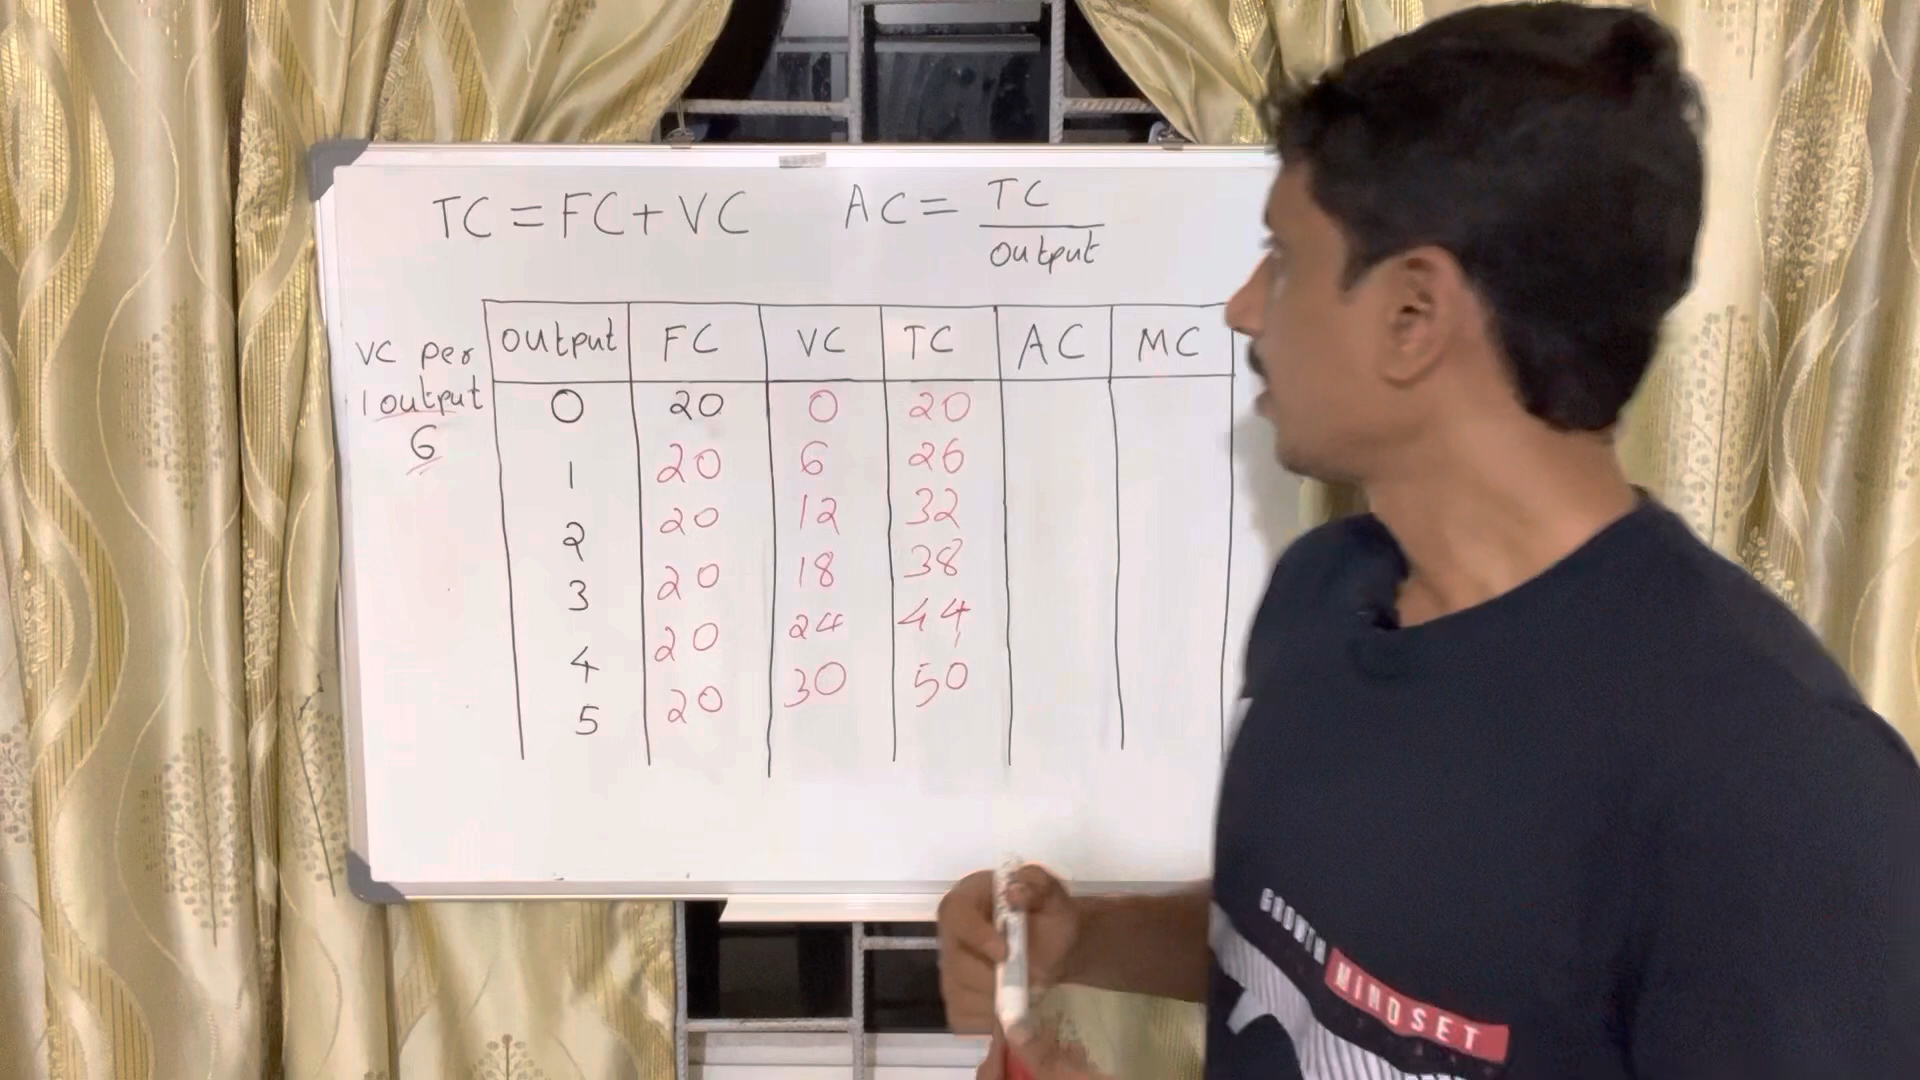 TC = FC + VC
AC = TC / output
VC per
1 output
6
output FC VC TC AC MC
0 20 0 20
1 20 6 26
2 20 12 32
3 20 18 38
4 20 24 44
5 20 30 50
GROWTH
MINDSET